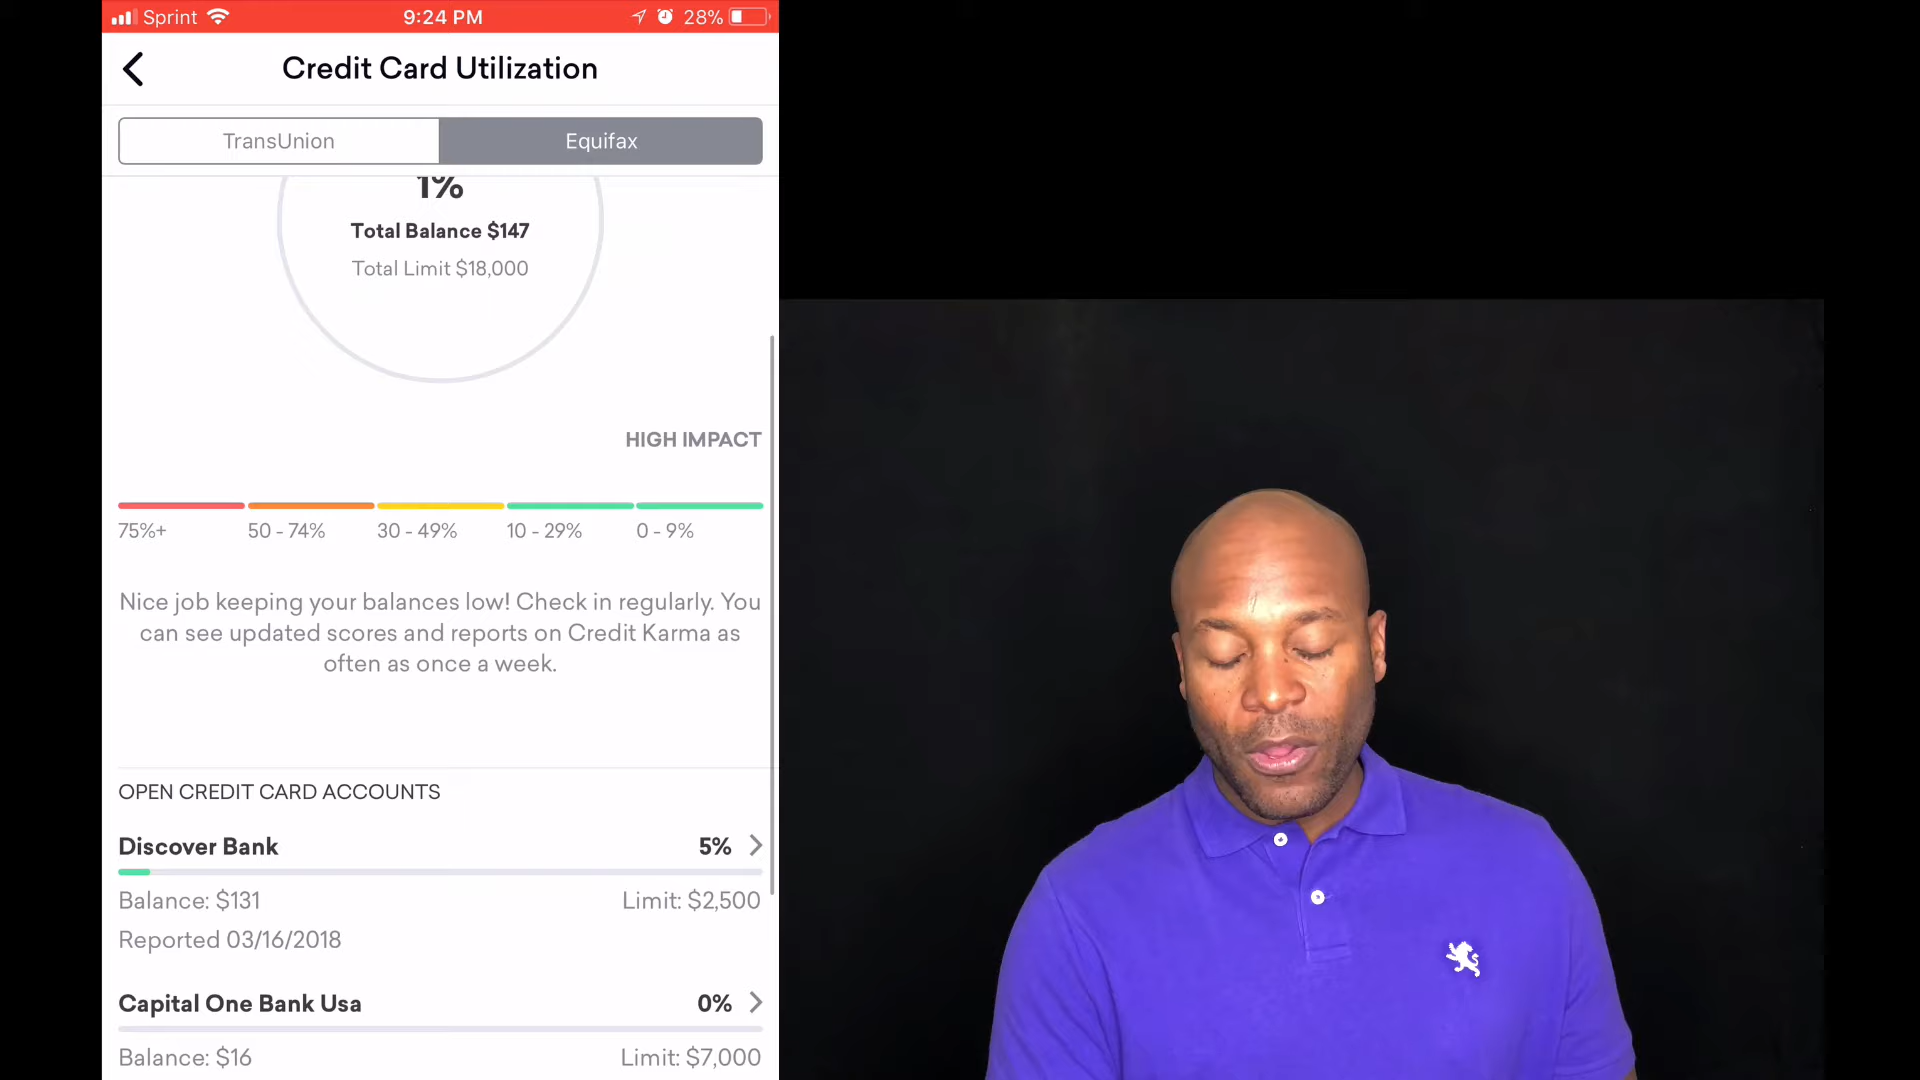 Sprint 9:24 PM 28%
Credit Card Utilization
TransUnion Equifax
1%
Total Balance $147
Total Limit $18,000
HIGH IMPACT
75%+ 50 - 74% 30 - 49% 10 - 29% 0 - 9%
Nice job keeping your balances low! Check in regularly. You
can see updated scores and reports on Credit Karma as
often as once a week.
OPEN CREDIT CARD ACCOUNTS
Discover Bank 5%
Balance: $131 Limit: $2,500
Reported 03/16/2018
Capital One Bank Usa 0%
Balance: $16 Limit: $7,000